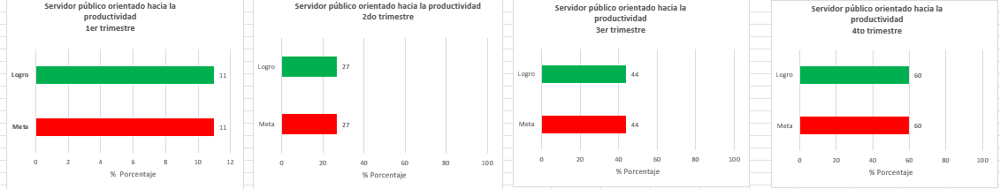 Servidor público orientado hacia la
productividad
1er trimestre
Logro
11
Meta
11
0 2 4 6 8 10 12
% Porcentaje
Servidor público orientado hacia la productividad
2do trimestre
Logro
27
Meta
27
0 20 40 60 80 100
% Porcentaje
Servidor público orientado hacia la
productividad
3er trimestre
Logro
44
Meta
44
0 20 40 60 80 100
% Porcentaje
Servidor público orientado hacia la
productividad
4to trimestre
Logro
60
Meta
60
0 20 40 60 80 100
% Porcentaje